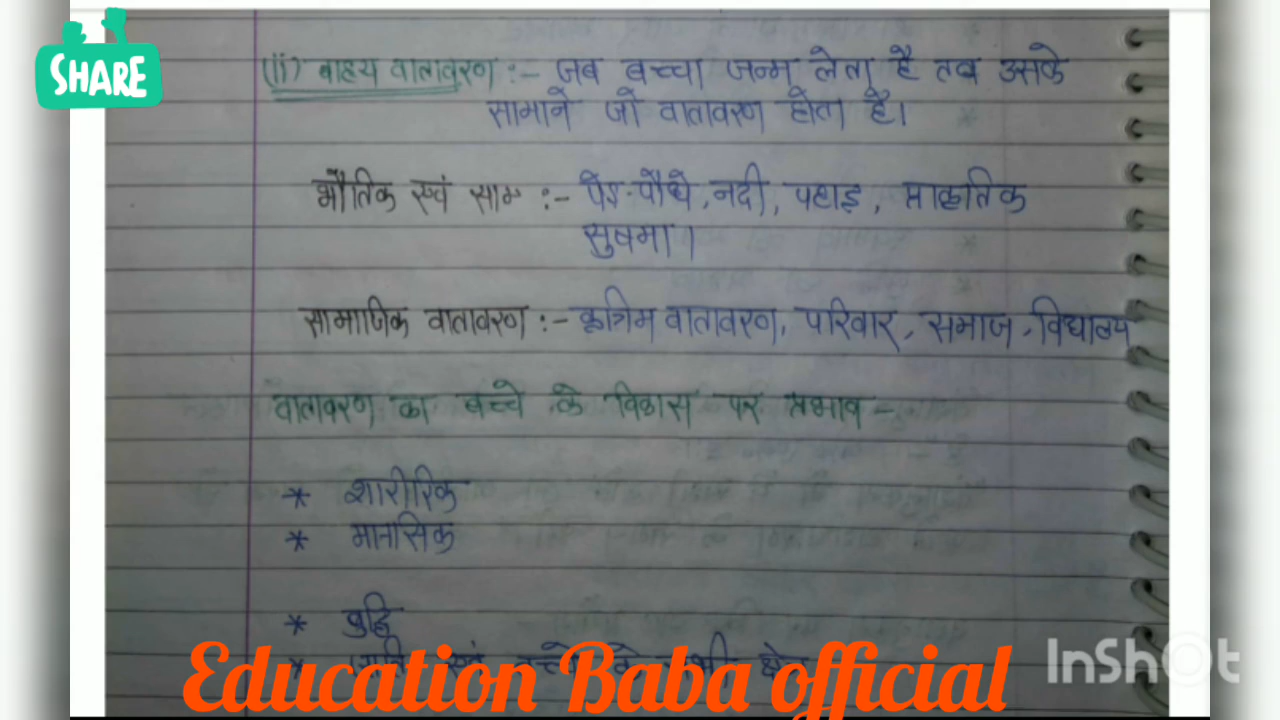 SHARE
(ii) बाह्य वातावरण :- जब बच्चा जन्म लेता है तब उसके
सामाने जो वातावरण होता है।
भौतिक एवं साम :- पेड़-पौधे, नदी, पहाड़, प्राकृतिक
सुषमा।
सामाजिक वातावरण :- कृत्रिम वातावरण, परिवार, समाज, विद्यालय
वातावरण का बच्चे के विकास पर प्रभाव -
* शारीरिक
* मानसिक
* बुद्धि
Education Baba official
InShOt